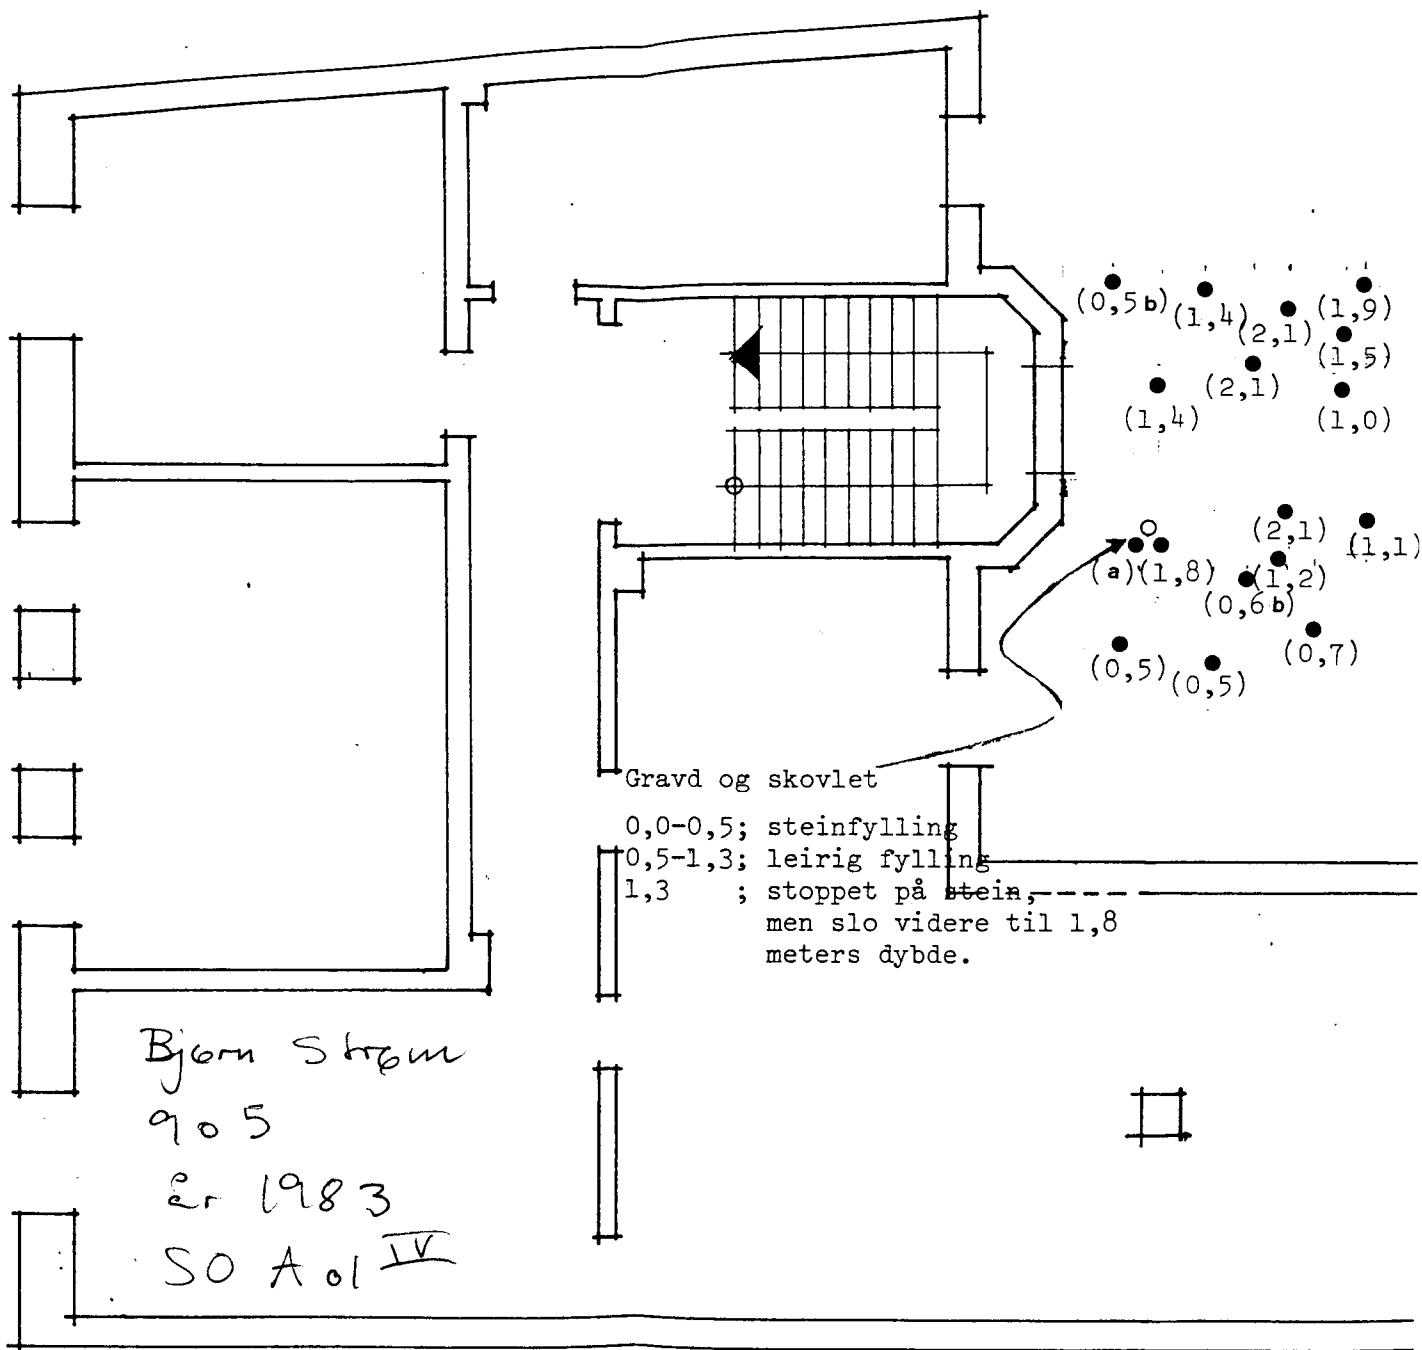 (0,5b)
(1,4)
(2,1)
(1,9)
(1,5)
(2,1)
(1,4)
(1,0)
(2,1)
(1,1)
(a)(1,8)
(1,2)
(0,6b)
(0,7)
(0,5)
(0,5)
Gravd og skovlet
0,0-0,5; steinfylling
0,5-1,3; leirig fylling
1,3 ; stoppet på stein,
men slo videre til 1,8
meters dybde.
Bjørn Strøm
905
år 1983
SO A 01 IV